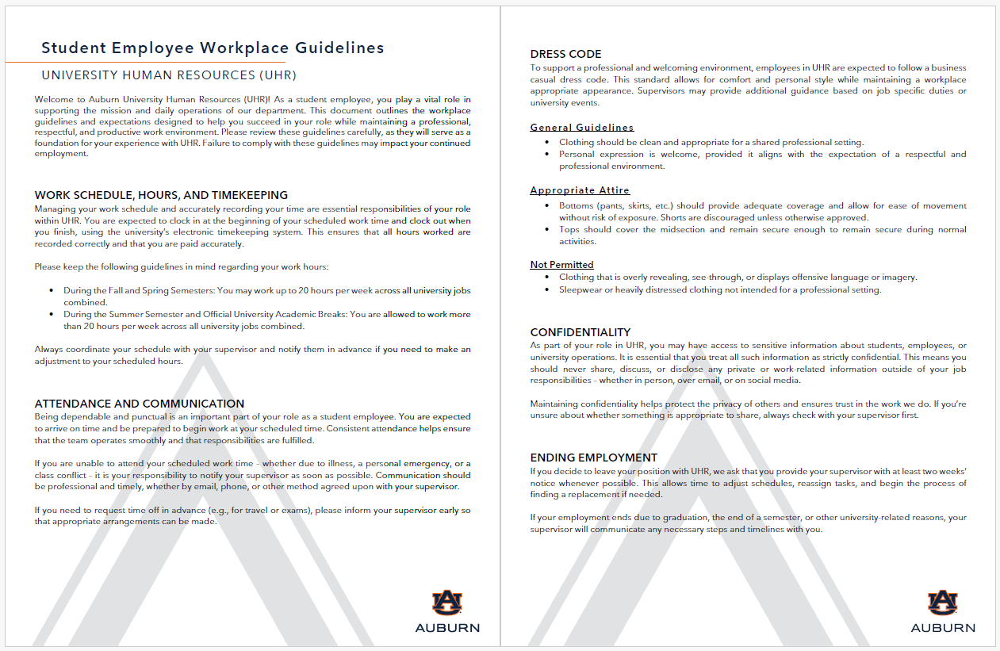 Student Employee Workplace Guidelines
UNIVERSITY HUMAN RESOURCES (UHR)
Welcome to Auburn University Human Resources (UHR)! As a student employee, you play a vital role in
supporting the mission and daily operations of our department. This document outlines the workplace
guidelines and expectations designed to help you succeed in your role while maintaining a professional,
respectful, and productive work environment. Please review these guidelines carefully, as they will serve as a
foundation for your experience with UHR. Failure to comply with these guidelines may impact your continued
employment.
WORK SCHEDULE, HOURS, AND TIMEKEEPING
Managing your work schedule and accurately recording your time are essential responsibilities of your role
within UHR. You are expected to clock in at the beginning of your scheduled work time and clock out when
you finish, using the university's electronic timekeeping system. This ensures that all hours worked are
recorded correctly and that you are paid accurately.
Please keep the following guidelines in mind regarding your work hours:
• During the Fall and Spring Semesters: You may work up to 20 hours per week across all university jobs
combined.
• During the Summer Semester and Official University Academic Breaks: You are allowed to work more
than 20 hours per week across all university jobs combined.
Always coordinate your schedule with your supervisor and notify them in advance if you need to make an
adjustment to your scheduled hours.
ATTENDANCE AND COMMUNICATION
Being dependable and punctual is an important part of your role as a student employee. You are expected
to arrive on time and be prepared to begin work at your scheduled time. Consistent attendance helps ensure
that the team operates smoothly and that responsibilities are fulfilled.
If you are unable to attend your scheduled work time – whether due to illness, a personal emergency, or a
class conflict – it is your responsibility to notify your supervisor as soon as possible. Communication should
be professional and timely, whether by email, phone, or other method agreed upon with your supervisor.
If you need to request time off in advance (e.g., for travel or exams), please inform your supervisor early so
that appropriate arrangements can be made.
AUBURN
DRESS CODE
To support a professional and welcoming environment, employees in UHR are expected to follow a business
casual dress code. This standard allows for comfort and personal style while maintaining a workplace
appropriate appearance. Supervisors may provide additional guidance based on job specific duties or
university events.
General Guidelines
• Clothing should be clean and appropriate for a shared professional setting.
• Personal expression is welcome, provided it aligns with the expectation of a respectful and
professional environment.
Appropriate Attire
• Bottoms (pants, skirts, etc.) should provide adequate coverage and allow for ease of movement
without risk of exposure. Shorts are discouraged unless otherwise approved.
• Tops should cover the midsection and remain secure enough to remain secure during normal
activities.
Not Permitted
• Clothing that is overly revealing, see-through, or displays offensive language or imagery.
• Sleepwear or heavily distressed clothing not intended for a professional setting.
CONFIDENTIALITY
As part of your role in UHR, you may have access to sensitive information about students, employees, or
university operations. It is essential that you treat all such information as strictly confidential. This means you
should never share, discuss, or disclose any private or work-related information outside of your job
responsibilities – whether in person, over email, or on social media.
Maintaining confidentiality helps protect the privacy of others and ensures trust in the work we do. If you're
unsure about whether something is appropriate to share, always check with your supervisor first.
ENDING EMPLOYMENT
If you decide to leave your position with UHR, we ask that you provide your supervisor with at least two weeks'
notice whenever possible. This allows time to adjust schedules, reassign tasks, and begin the process of
finding a replacement if needed.
If your employment ends due to graduation, the end of a semester, or other university-related reasons, your
supervisor will communicate any necessary steps and timelines with you.
AUBURN